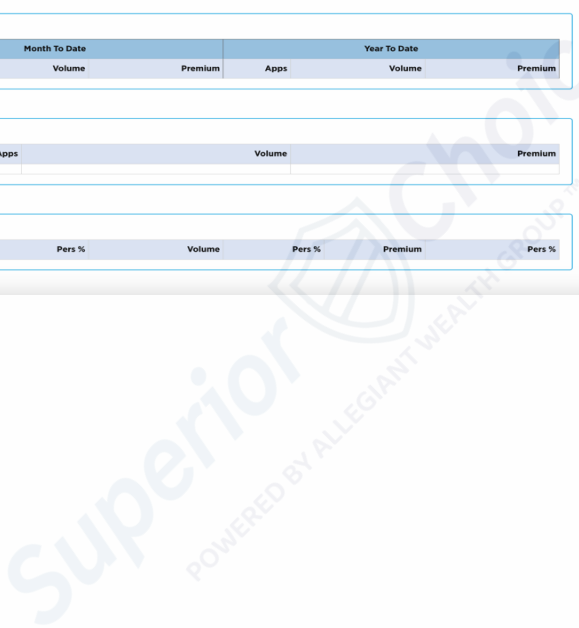 Month To Date Year To Date
Volume Premium Apps Volume Premium
Apps Volume Premium
Pers % Volume Pers % Premium Pers %
Superior Choice
POWERED BY ALLEGIANT WEALTH GROUP™